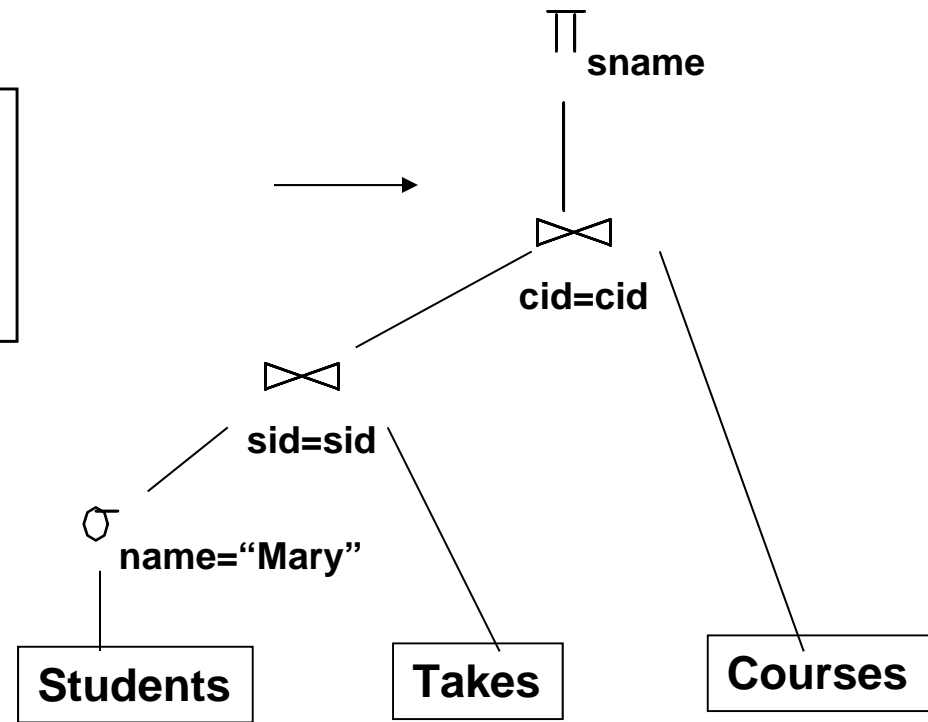 sname
cid=cid
sid=sid
σ
name=“Mary”
Students
Takes
Courses